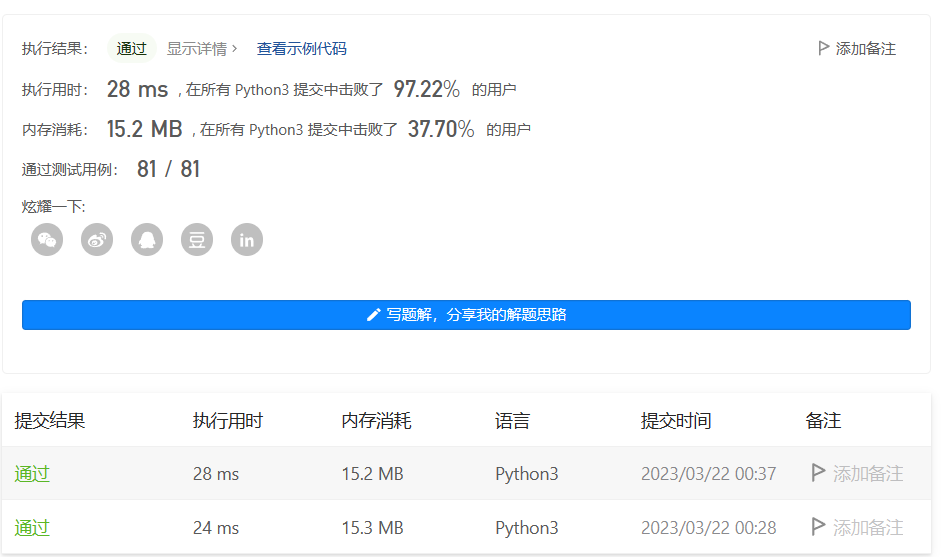 执行结果： 通过 显示详情 > 查看示例代码 添加备注
执行用时： 28 ms , 在所有 Python3 提交中击败了 97.22% 的用户
内存消耗： 15.2 MB , 在所有 Python3 提交中击败了 37.70% 的用户
通过测试用例： 81 / 81
炫耀一下:
豆 in
写题解，分享我的解题思路
提交结果 执行用时 内存消耗 语言 提交时间 备注
通过 28 ms 15.2 MB Python3 2023/03/22 00:37 添加备注
通过 24 ms 15.3 MB Python3 2023/03/22 00:28 添加备注